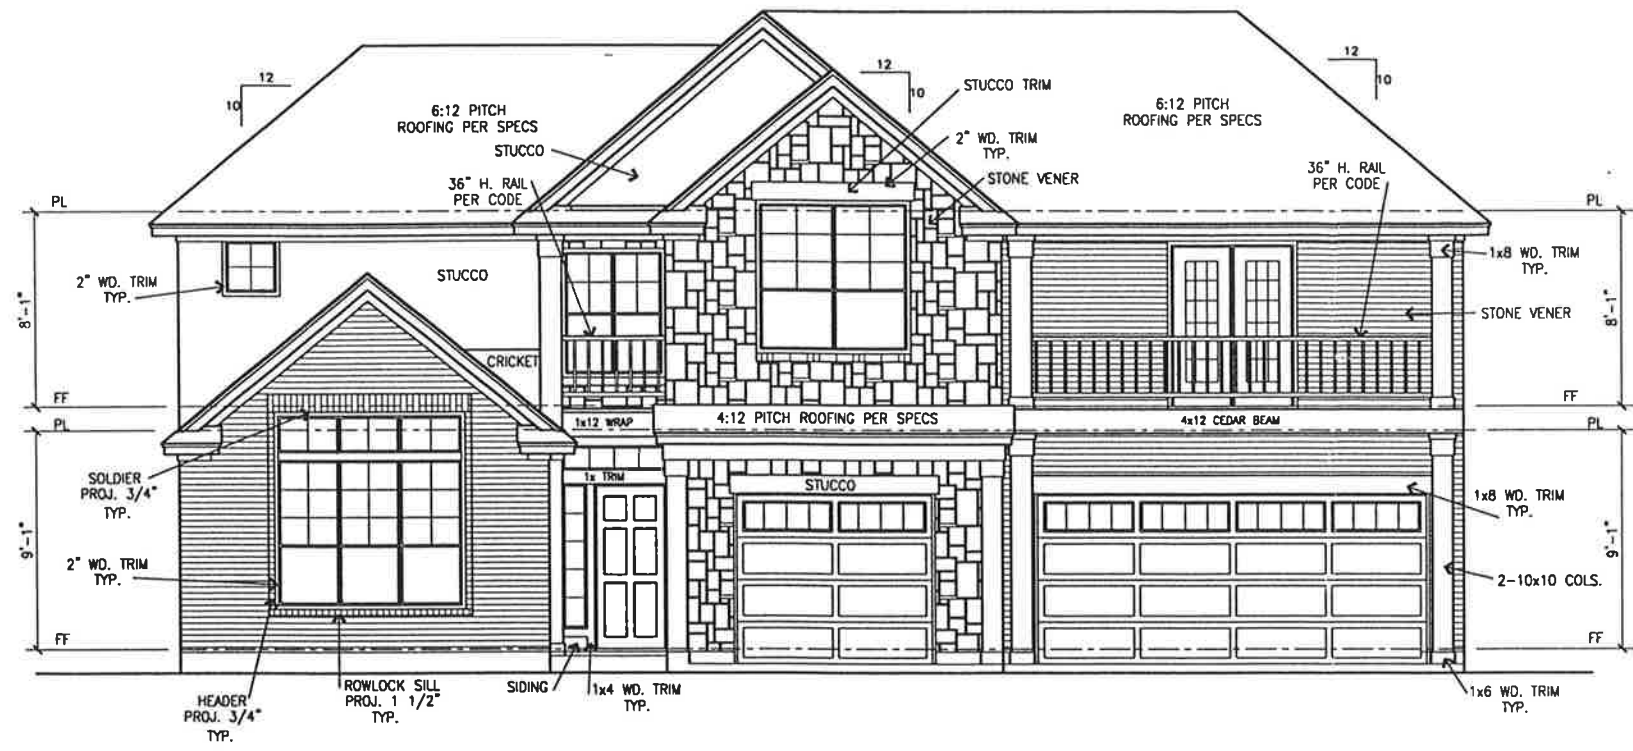 12
10
6:12 PITCH
ROOFING PER SPECS
STUCCO
36" H. RAIL
PER CODE
12
10
STUCCO TRIM
2" WD. TRIM
TYP.
STONE VENER
12
10
6:12 PITCH
ROOFING PER SPECS
36" H. RAIL
PER CODE
PL
PL
2" WD. TRIM
TYP.
STUCCO
1x8 WD. TRIM
TYP.
STONE VENER
8'-1"
8'-1"
CRICKET
FF
FF
PL
PL
1x12 WRAP
4:12 PITCH ROOFING PER SPECS
4x12 CEDAR BEAM
SOLDIER
PROJ. 3/4"
TYP.
1x TRIM
STUCCO
1x8 WD. TRIM
TYP.
9'-1"
9'-1"
2" WD. TRIM
TYP.
2-10x10 COLS.
FF
FF
HEADER
PROJ. 3/4"
TYP.
ROWLOCK SILL
PROJ. 1 1/2"
TYP.
SIDING
1x4 WD. TRIM
TYP.
1x6 WD. TRIM
TYP.